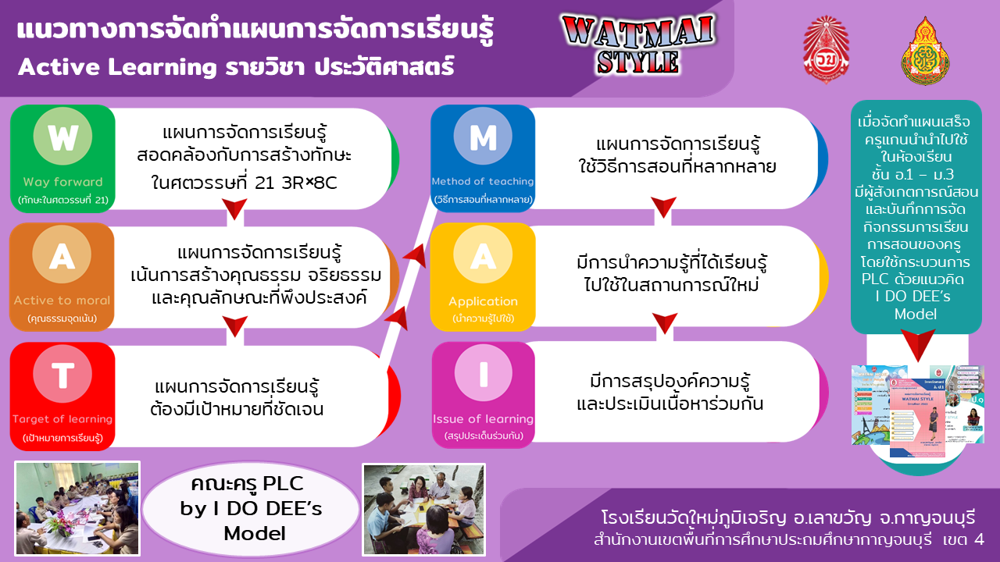 แนวทางการจัดทำแผนการจัดการเรียนรู้
Active Learning รายวิชา ประวัติศาสตร์
WATMAI
STYLE
W
Way forward
(ทักษะในศตวรรษที่ 21)
แผนการจัดการเรียนรู้
สอดคล้องกับการสร้างทักษะ
ในศตวรรษที่ 21 3R×8C
A
Active to moral
(คุณธรรมจุดเน้น)
แผนการจัดการเรียนรู้
เน้นการสร้างคุณธรรม จริยธรรม
และคุณลักษณะที่พึงประสงค์
T
Target of learning
(เป้าหมายการเรียนรู้)
แผนการจัดการเรียนรู้
ต้องมีเป้าหมายที่ชัดเจน
M
Method of teaching
(วิธีการสอนที่หลากหลาย)
แผนการจัดการเรียนรู้
ใช้วิธีการสอนที่หลากหลาย
A
Application
(นำความรู้ไปใช้)
มีการนำความรู้ที่ได้เรียนรู้
ไปใช้ในสถานการณ์ใหม่
I
Issue of learning
(สรุปประเด็นร่วมกัน)
มีการสรุปองค์ความรู้
และประเมินเนื้อหาร่วมกัน
เมื่อจัดทำแผนเสร็จ
ครูแกนนำนำไปใช้
ในห้องเรียน
ชั้น อ.1 – ม.3
มีผู้สังเกตการณ์สอน
และบันทึกการจัด
กิจกรรมการเรียน
การสอนของครู
โดยใช้กระบวนการ
PLC ด้วยแนวคิด
I DO DEE’s
Model
WATMAI STYLE
ป.๑
คณะครู PLC
by I DO DEE’s
Model
โรงเรียนวัดใหม่ภูมิเจริญ อ.เลาขวัญ จ.กาญจนบุรี
สำนักงานเขตพื้นที่การศึกษาประถมศึกษากาญจนบุรี เขต 4